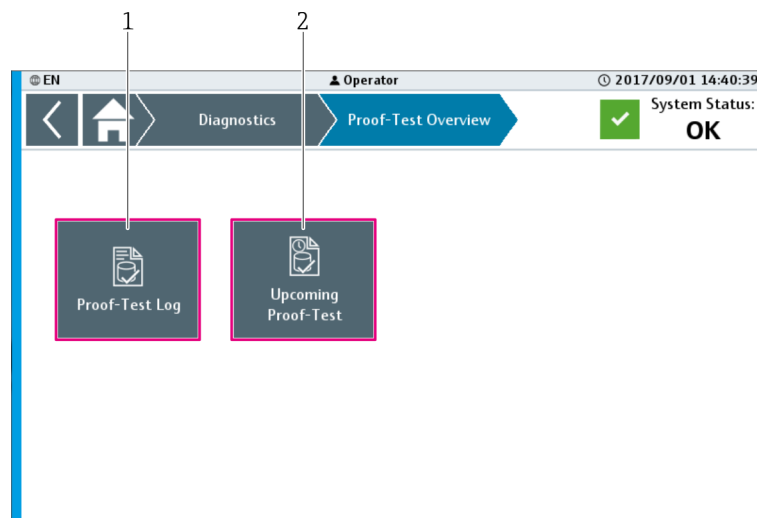 1 2
EN Operator 2017/09/01 14:40:39
Diagnostics Proof-Test Overview System Status:
OK
Proof-Test Log
Upcoming
Proof-Test